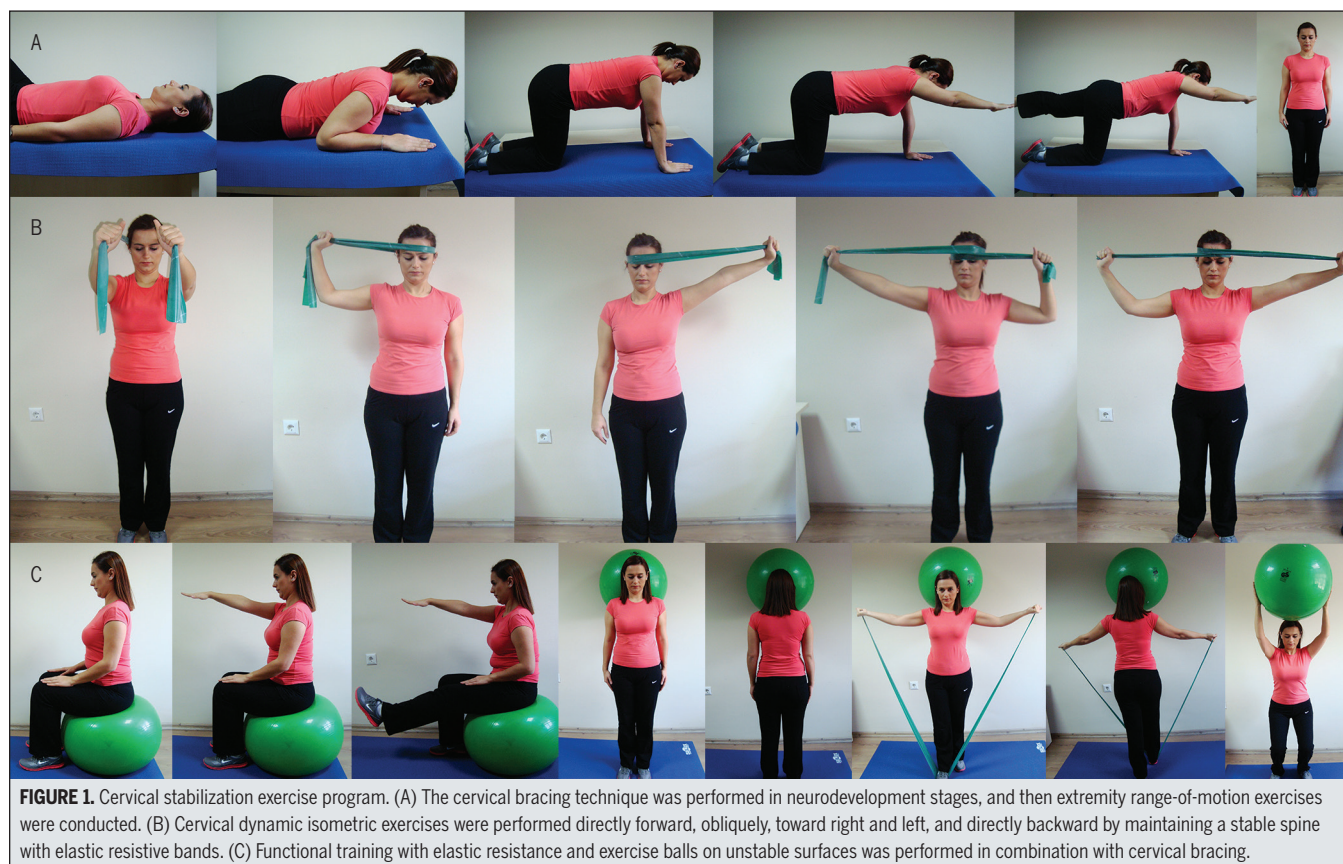 A
B
C
FIGURE 1. Cervical stabilization exercise program. (A) The cervical bracing technique was performed in neurodevelopment stages, and then extremity range-of-motion exercises
were conducted. (B) Cervical dynamic isometric exercises were performed directly forward, obliquely, toward right and left, and directly backward by maintaining a stable spine
with elastic resistive bands. (C) Functional training with elastic resistance and exercise balls on unstable surfaces was performed in combination with cervical bracing.